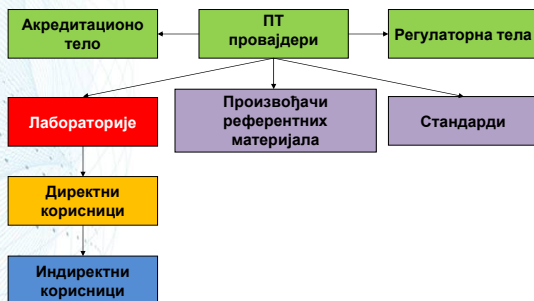 Акредитационо
тело
ПТ
провајдери
Регулаторна тела
Лабораторије
Произвођачи
референтних
материјала
Стандарди
Директни
корисници
Индиректни
корисници